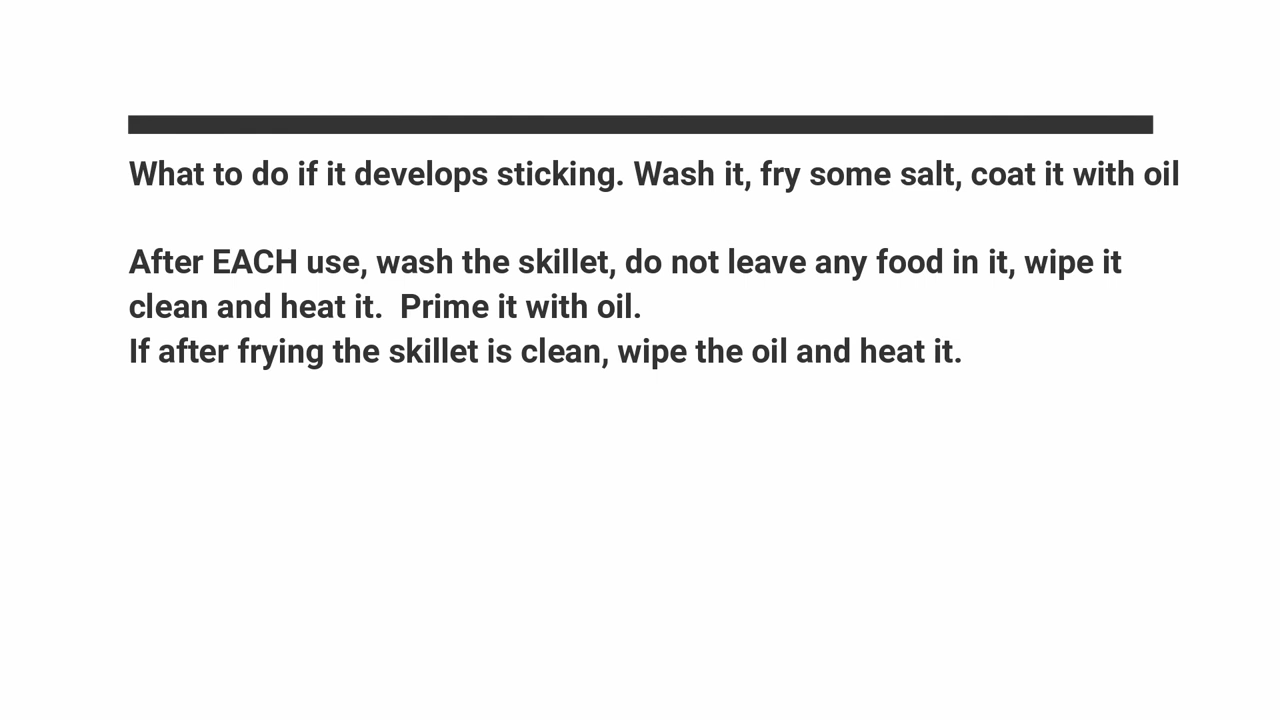 What to do if it develops sticking. Wash it, fry some salt, coat it with oil
After EACH use, wash the skillet, do not leave any food in it, wipe it
clean and heat it.  Prime it with oil.
If after frying the skillet is clean, wipe the oil and heat it.